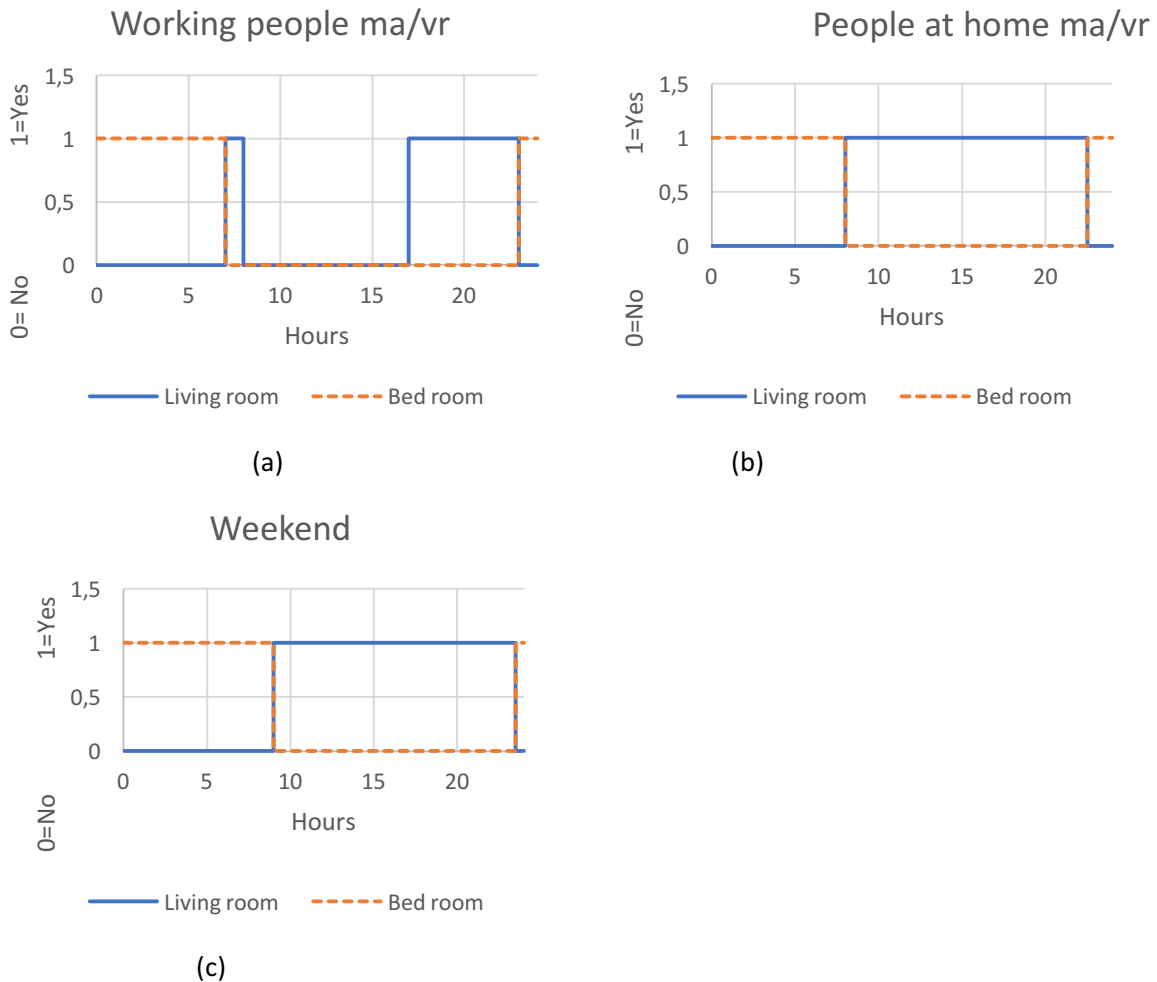 Working people ma/vr
1=Yes
0= No
1,5
1
0,5
0
0 5 10 15 20
Hours
Living room Bed room
(a)
People at home ma/vr
1=Yes
0=No
1,5
1
0,5
0
0 5 10 15 20
Hours
Living room Bed room
(b)
Weekend
1=Yes
0=No
1,5
1
0,5
0
0 5 10 15 20
Hours
Living room Bed room
(c)